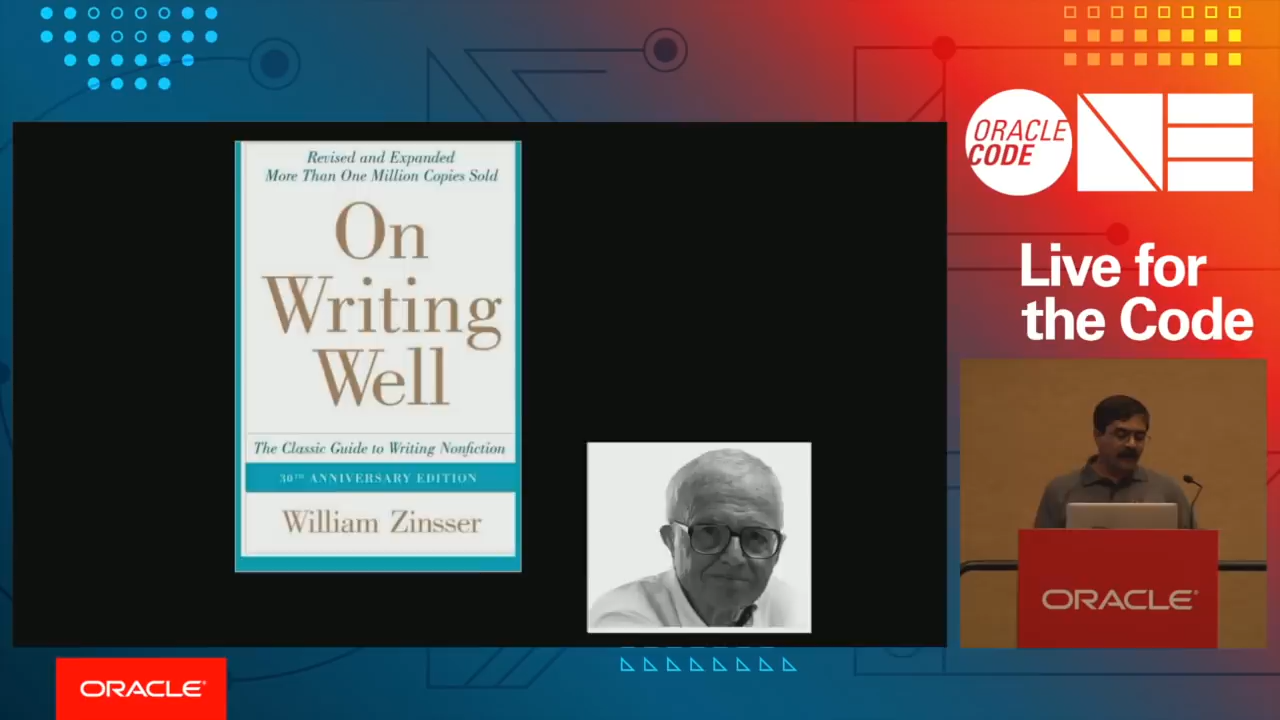 Revised and Expanded
More Than One Million Copies Sold
On
Writing
Well
The Classic Guide to Writing Nonfiction
30TH ANNIVERSARY EDITION
William Zinsser
ORACLE
CODE
ONE
Live for
the Code
ORACLE
ORACLE